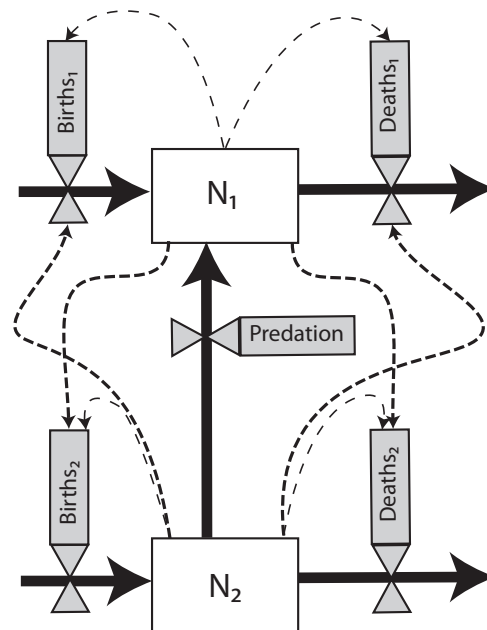 Births₁
Deaths₁
N₁
Predation
Births₂
Deaths₂
N₂